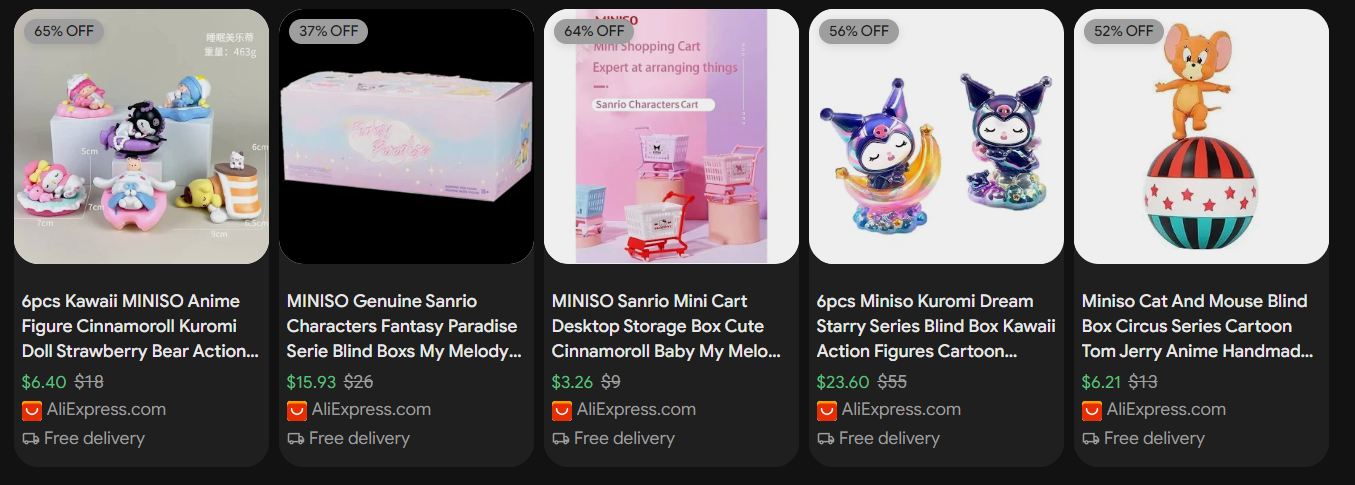 65% OFF
睡眠美乐蒂
重量：463g
5cm
6cm
7cm
7cm
9cm
6.5cm
6pcs Kawaii MINISO Anime
Figure Cinnamoroll Kuromi
Doll Strawberry Bear Action...
$6.40 $18
AliExpress.com
Free delivery
37% OFF
MINISO Genuine Sanrio
Characters Fantasy Paradise
Serie Blind Boxs My Melody...
$15.93 $26
AliExpress.com
Free delivery
64% OFF
MINISO
Mini Shopping Cart
Expert at arranging things
Sanrio Characters Cart
MINISO Sanrio Mini Cart
Desktop Storage Box Cute
Cinnamoroll Baby My Melo...
$3.26 $9
AliExpress.com
Free delivery
56% OFF
6pcs Miniso Kuromi Dream
Starry Series Blind Box Kawaii
Action Figures Cartoon...
$23.60 $55
AliExpress.com
Free delivery
52% OFF
Miniso Cat And Mouse Blind
Box Circus Series Cartoon
Tom Jerry Anime Handmad...
$6.21 $13
AliExpress.com
Free delivery